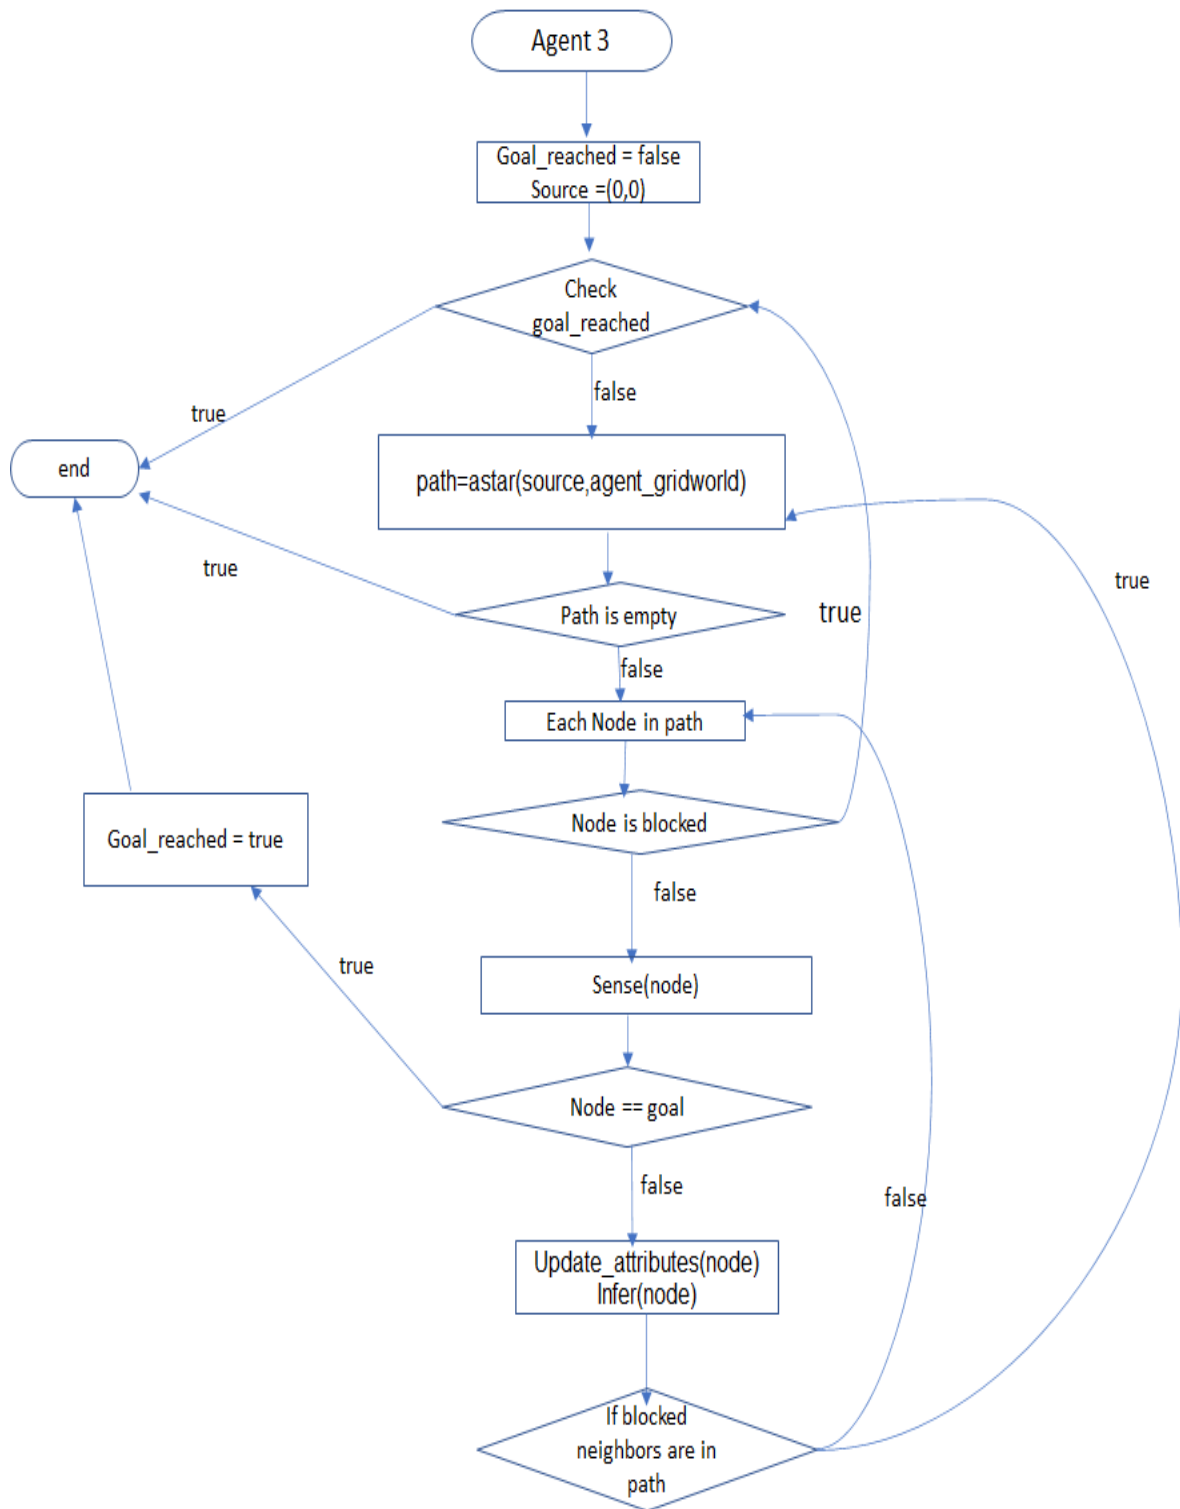 Agent 3
Goal_reached = false
Source =(0,0)
Check
goal_reached
false
true
end
path=astar(source,agent_gridworld)
true
true
Path is empty
true
false
Each Node in path
Node is blocked
Goal_reached = true
false
true
Sense(node)
Node == goal
false
false
Update_attributes(node)
Infer(node)
If blocked
neighbors are in
path